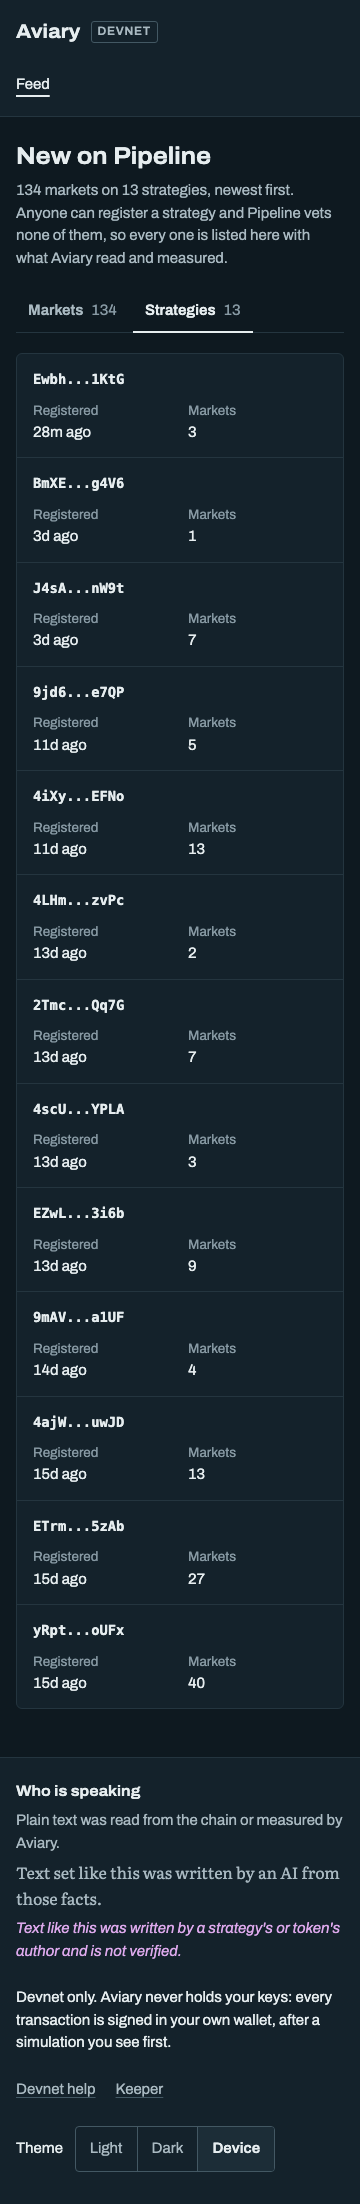 Aviary DEVNET
Feed
New on Pipeline
134 markets on 13 strategies, newest first.
Anyone can register a strategy and Pipeline vets
none of them, so every one is listed here with
what Aviary read and measured.
Markets 134 Strategies 13
Ewbh...1KtG
Registered Markets
28m ago 3
BmXE...g4V6
Registered Markets
3d ago 1
J4sA...nW9t
Registered Markets
3d ago 7
9jd6...e7QP
Registered Markets
11d ago 5
4iXy...EFNo
Registered Markets
11d ago 13
4LHm...zvPc
Registered Markets
13d ago 2
2Tmc...Qq7G
Registered Markets
13d ago 7
4scU...YPLA
Registered Markets
13d ago 3
EZwL...3i6b
Registered Markets
13d ago 9
9mAV...a1UF
Registered Markets
14d ago 4
4ajW...uwJD
Registered Markets
15d ago 13
ETrm...5zAb
Registered Markets
15d ago 27
yRpt...oUFx
Registered Markets
15d ago 40
Who is speaking
Plain text was read from the chain or measured by
Aviary.
Text set like this was written by an AI from
those facts.
Text like this was written by a strategy's or token's
author and is not verified.
Devnet only. Aviary never holds your keys: every
transaction is signed in your own wallet, after a
simulation you see first.
Devnet help Keeper
Theme Light Dark Device